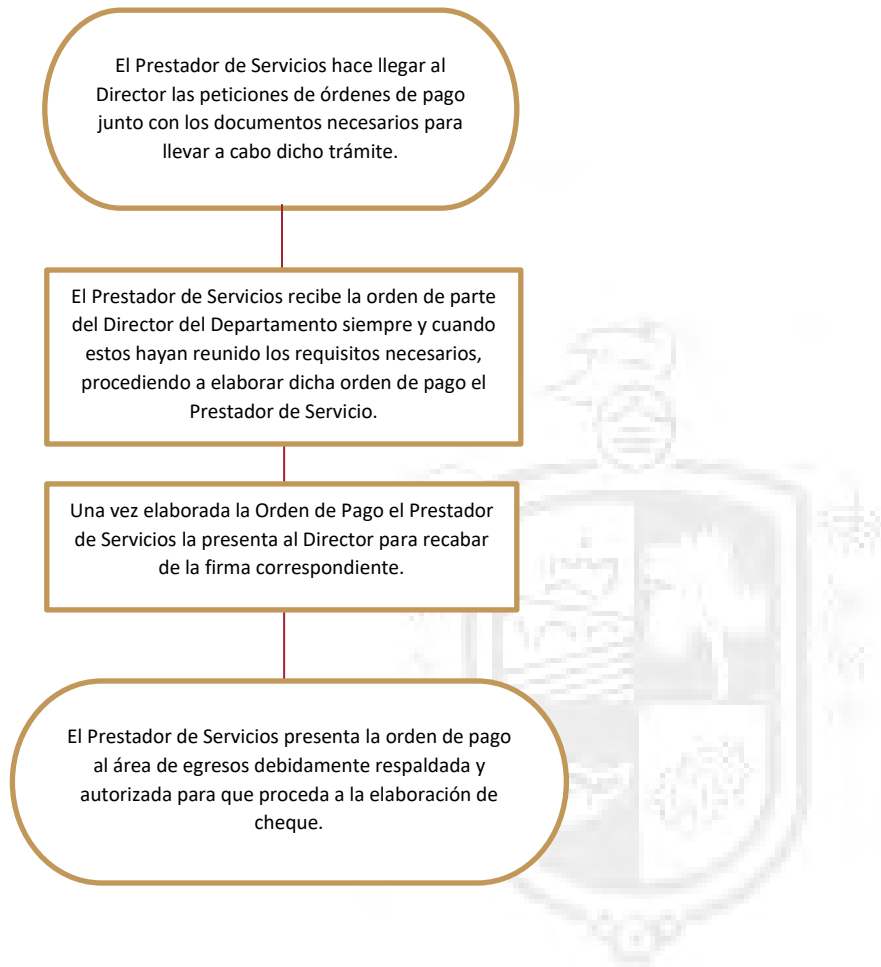 El Prestador de Servicios hace llegar al
Director las peticiones de órdenes de pago
junto con los documentos necesarios para
llevar a cabo dicho trámite.
El Prestador de Servicios recibe la orden de parte
del Director del Departamento siempre y cuando
estos hayan reunido los requisitos necesarios,
procediendo a elaborar dicha orden de pago el
Prestador de Servicio.
Una vez elaborada la Orden de Pago el Prestador
de Servicios la presenta al Director para recabar
de la firma correspondiente.
El Prestador de Servicios presenta la orden de pago
al área de egresos debidamente respaldada y
autorizada para que proceda a la elaboración de
cheque.